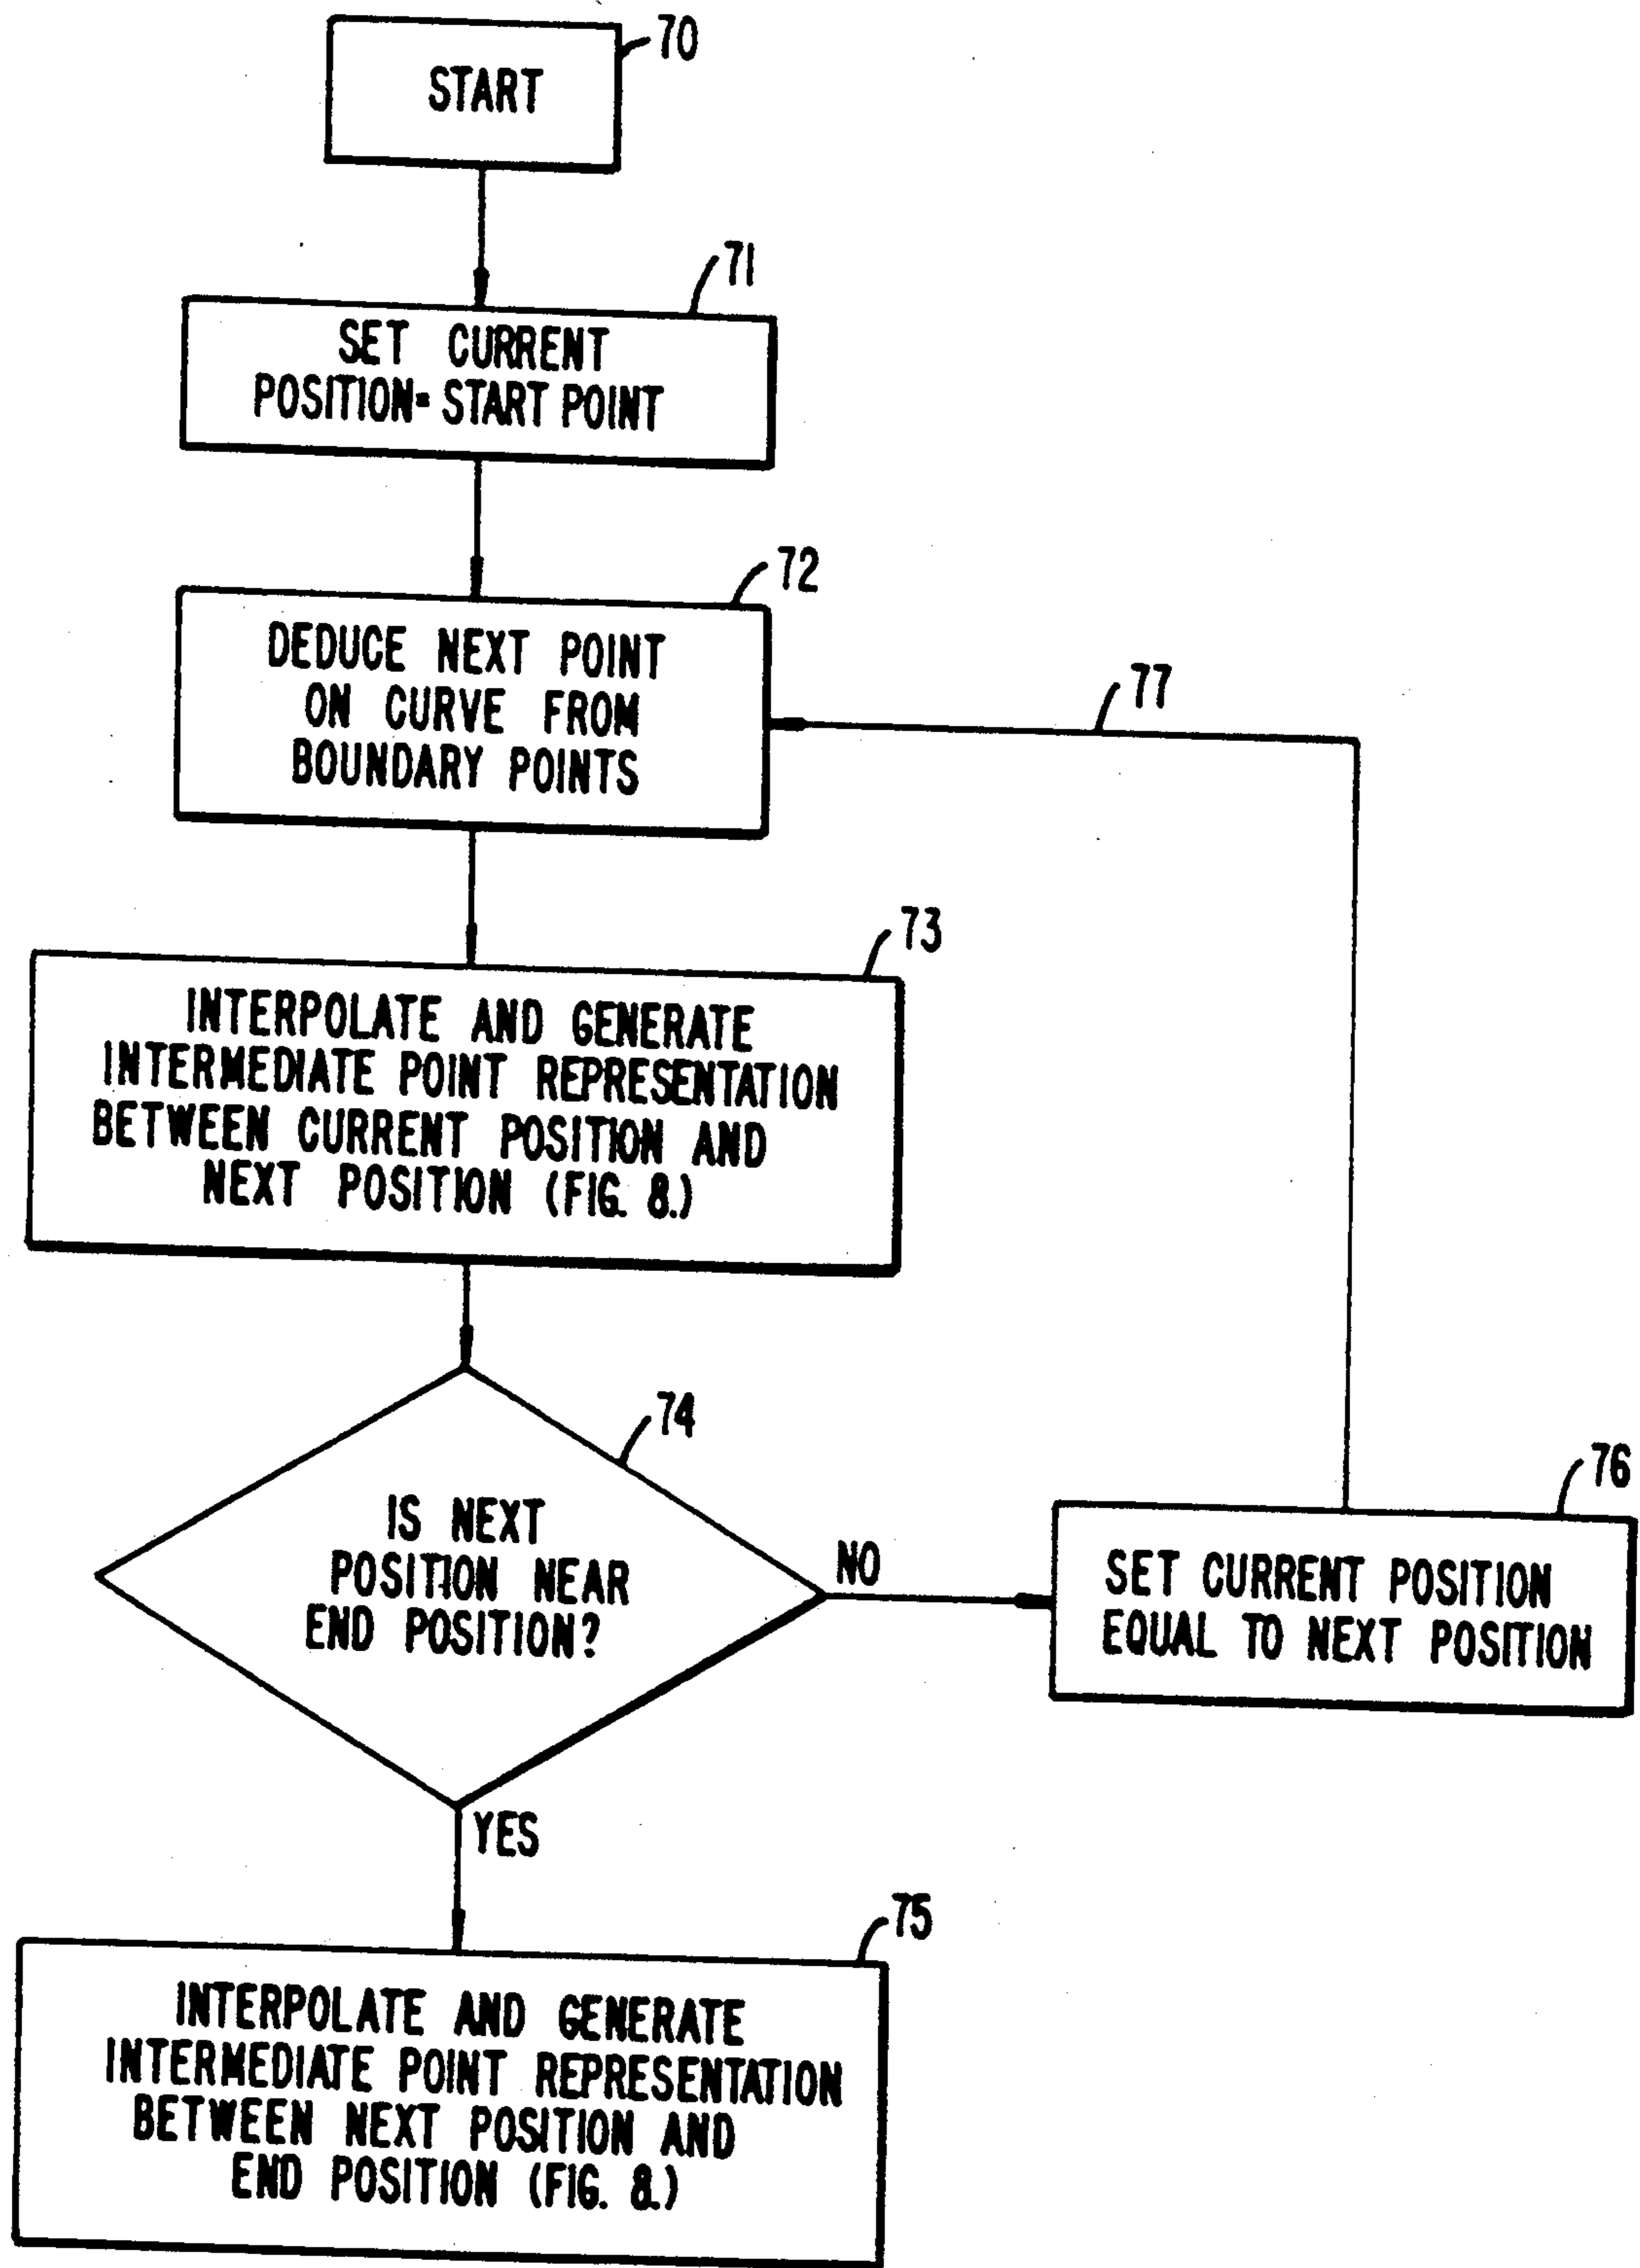 70
START
71
SET CURRENT
POSITION= START POINT
72
DEDUCE NEXT POINT
ON CURVE FROM
BOUNDARY POINTS
77
73
INTERPOLATE AND GENERATE
INTERMEDIATE POINT REPRESENTATION
BETWEEN CURRENT POSITION AND
NEXT POSITION (FIG. 8.)
74
IS NEXT
POSITION NEAR
END POSITION?
NO
76
SET CURRENT POSITION
EQUAL TO NEXT POSITION
YES
75
INTERPOLATE AND GENERATE
INTERMEDIATE POINT REPRESENTATION
BETWEEN NEXT POSITION AND
END POSITION (FIG. 8.)